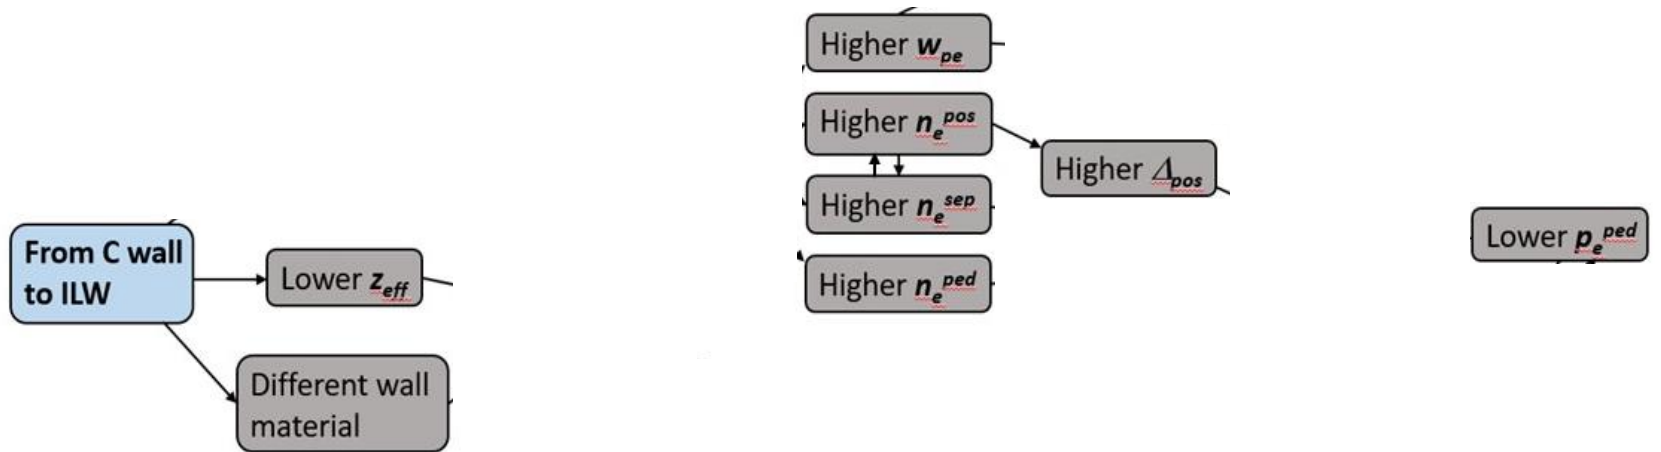 Higher w_pe
Higher n_e^pos
Higher Δ_pos
Higher n_e^sep
From C wall
to ILW
Lower z_eff
Higher n_e^ped
Lower p_e^ped
Different wall
material